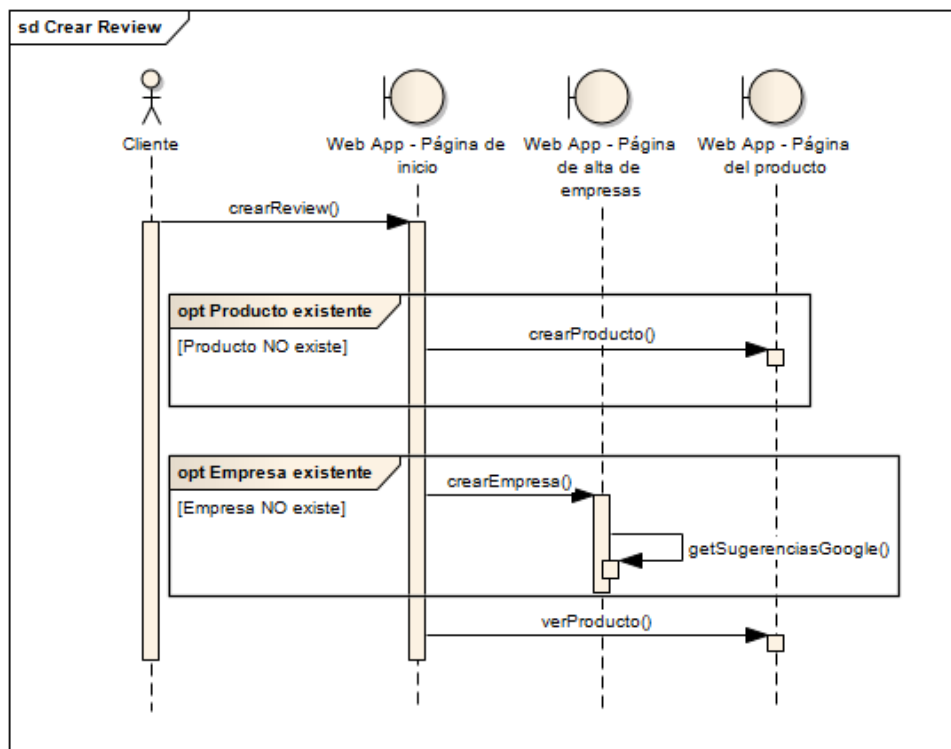 sd Crear Review
Cliente
Web App - Página de
inicio
Web App - Página
de alta de
empresas
Web App - Página
del producto
crearReview()
opt Producto existente
[Producto NO existe]
crearProducto()
opt Empresa existente
[Empresa NO existe]
crearEmpresa()
getSugerenciasGoogle()
verProducto()